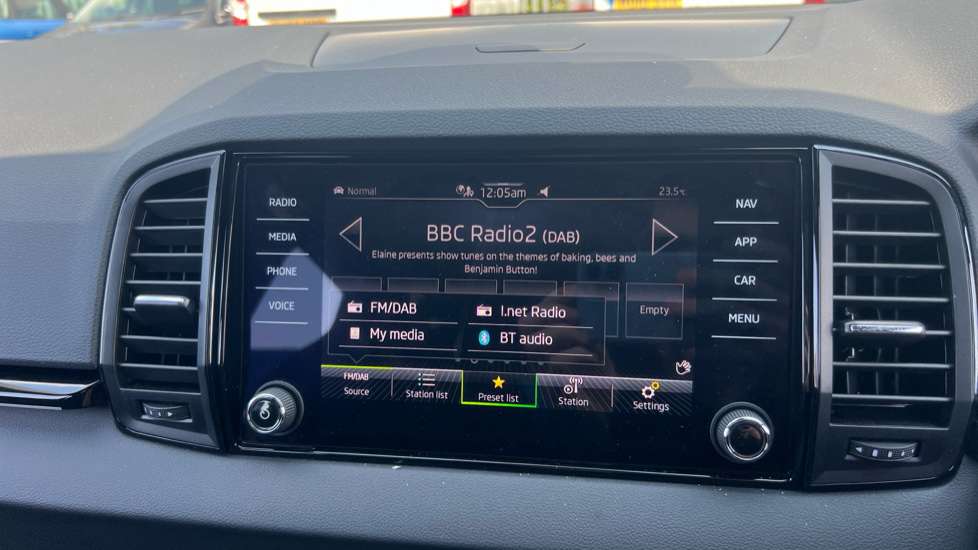 RADIO
MEDIA
PHONE
VOICE
Normal
12:05am
23.5°C
BBC Radio2 (DAB)
Elaine presents show tunes on the themes of baking, bees and
Benjamin Button!
FM/DAB
I.net Radio
My media
BT audio
Empty
FM/DAB
Source
Station list
Preset list
Station
Settings
NAV
APP
CAR
MENU